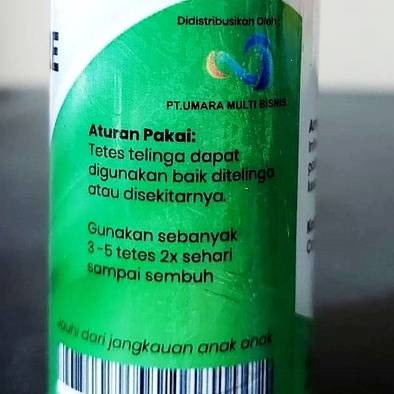 Didistribusikan Oleh:
PT.UMARA MULTI BISNIS
Aturan Pakai:
Tetes telinga dapat
digunakan baik ditelinga
atau disekitarnya.
Gunakan sebanyak
3-5 tetes 2x sehari
sampai sembuh
Jauhi dari jangkauan anak anak